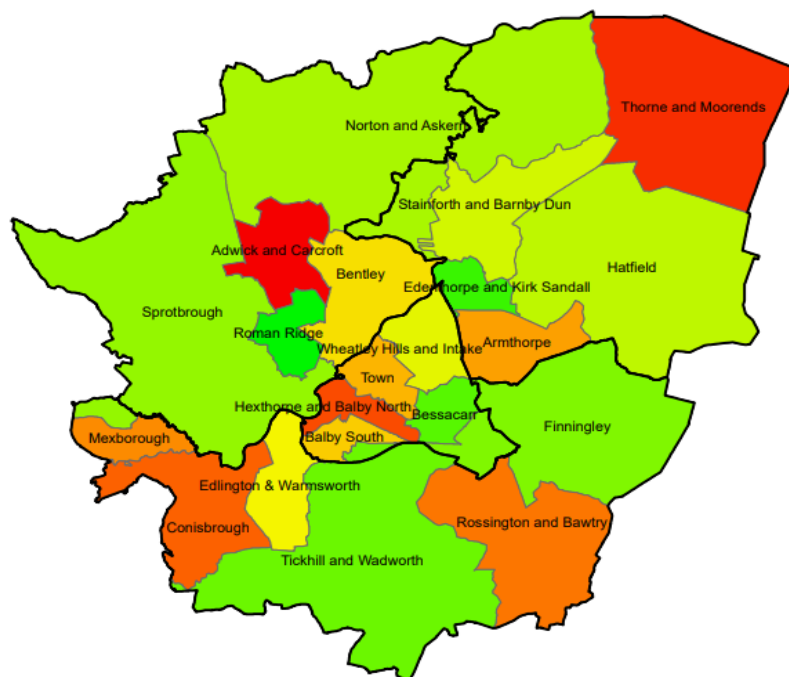 Thorne and Moorends
Norton and Askern
Stainforth and Barnby Dun
Adwick and Carcroft
Bentley
Hatfield
Edenthorpe and Kirk Sandall
Sprotbrough
Roman Ridge
Armthorpe
Wheatley Hills and Intake
Town
Hexthorpe and Balby North
Bessacarr
Finningley
Mexborough
Balby South
Edlington & Warmsworth
Rossington and Bawtry
Conisbrough
Tickhill and Wadworth